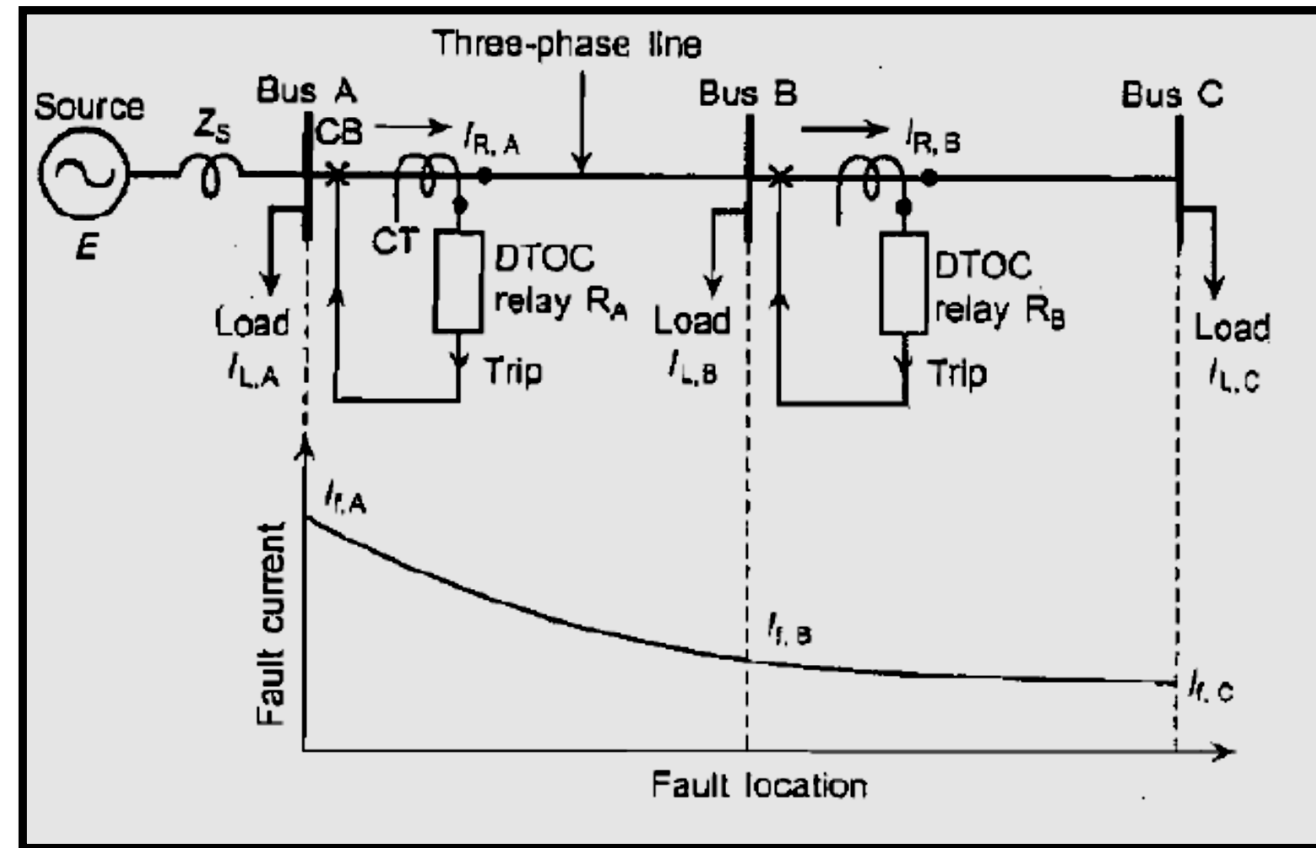 Three-phase line
Bus A
Bus B
Bus C
Source
Z_S
CB
I_R, A
I_R, B
E
CT
DTOC
relay R_A
DTOC
relay R_B
Load
I_L,A
Trip
Load
I_L,B
Trip
Load
I_L,C
I_f,A
I_f, B
I_f, C
Fault current
Fault location